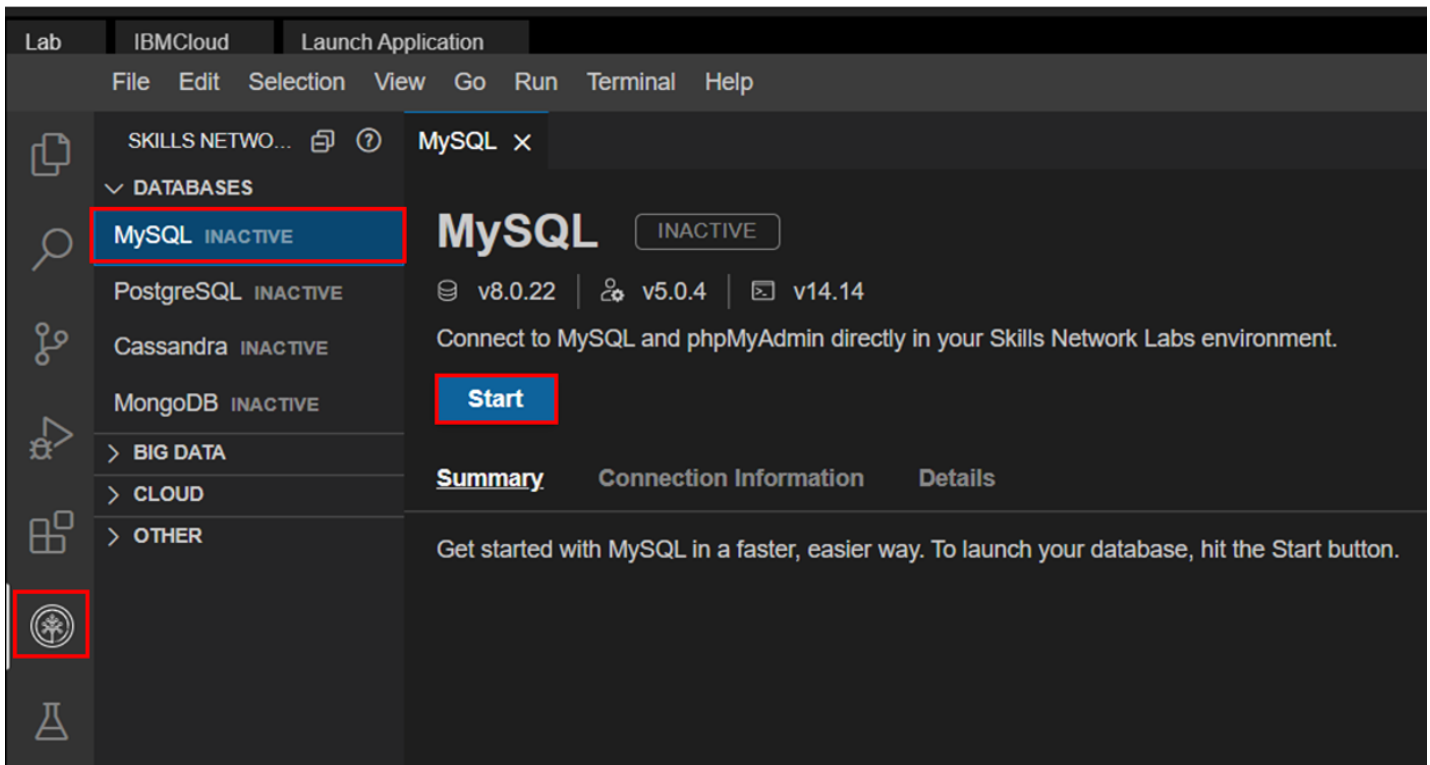 Lab IBMCloud Launch Application
File Edit Selection View Go Run Terminal Help
SKILLS NETWO... MySQL
DATABASES
MySQL INACTIVE
PostgreSQL INACTIVE
Cassandra INACTIVE
MongoDB INACTIVE
BIG DATA
CLOUD
OTHER
MySQL INACTIVE
v8.0.22 v5.0.4 v14.14
Connect to MySQL and phpMyAdmin directly in your Skills Network Labs environment.
Start
Summary Connection Information Details
Get started with MySQL in a faster, easier way. To launch your database, hit the Start button.